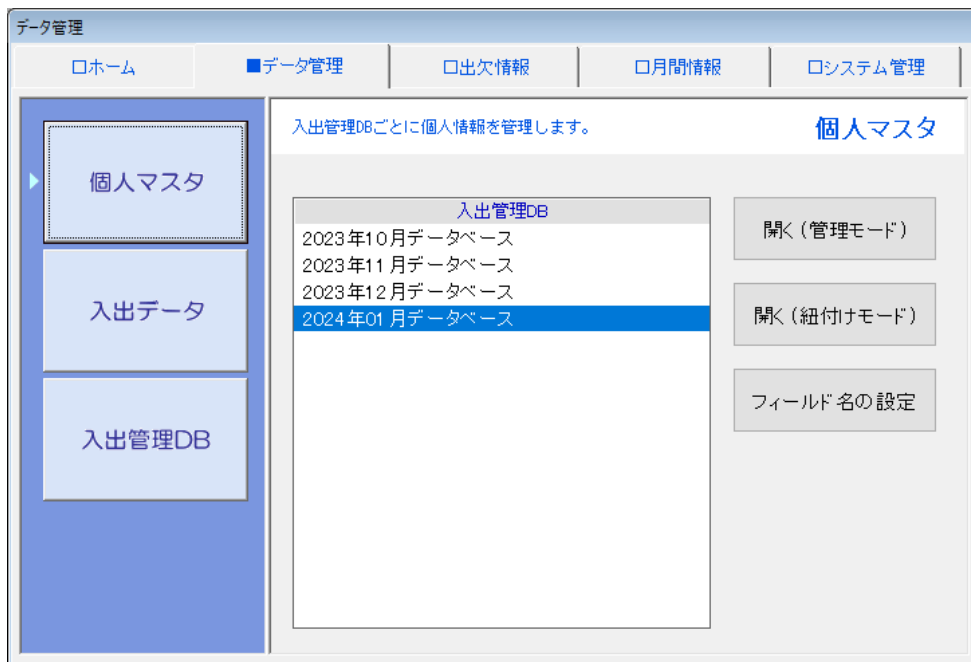 データ管理
□ホーム ■データ管理 □出欠情報 □月間情報 □システム管理
入出管理DBごとに個人情報を管理します。 個人マスタ
個人マスタ
入出データ
入出管理DB
入出管理DB
2023年10月データベース
2023年11月データベース
2023年12月データベース
2024年01月データベース
開く(管理モード)
開く(紐付けモード)
フィールド名の設定